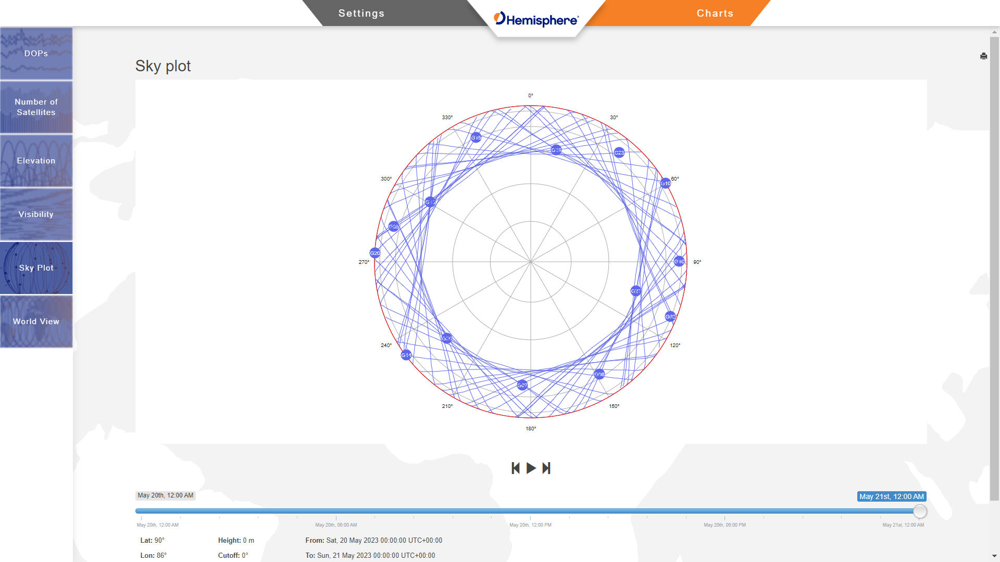 Settings
Hemisphere
Charts
DOPs
Number of
Satellites
Elevation
Visibility
Sky Plot
World View
Sky plot
0°
30°
60°
90°
120°
150°
180°
210°
240°
270°
300°
330°
G15
G18
G23
G10
G13
G05
G20
G16
G27
G02
G30
G14
G08
G07
May 20th, 12:00 AM
May 21st, 12:00 AM
May 20th, 12:00 AM
May 20th, 06:00 AM
May 20th, 12:00 PM
May 20th, 06:00 PM
May 21st, 12:00 AM
Lat: 90°
Height: 0 m
From: Sat, 20 May 2023 00:00:00 UTC+00:00
Lon: 86°
Cutoff: 0°
To: Sun, 21 May 2023 00:00:00 UTC+00:00